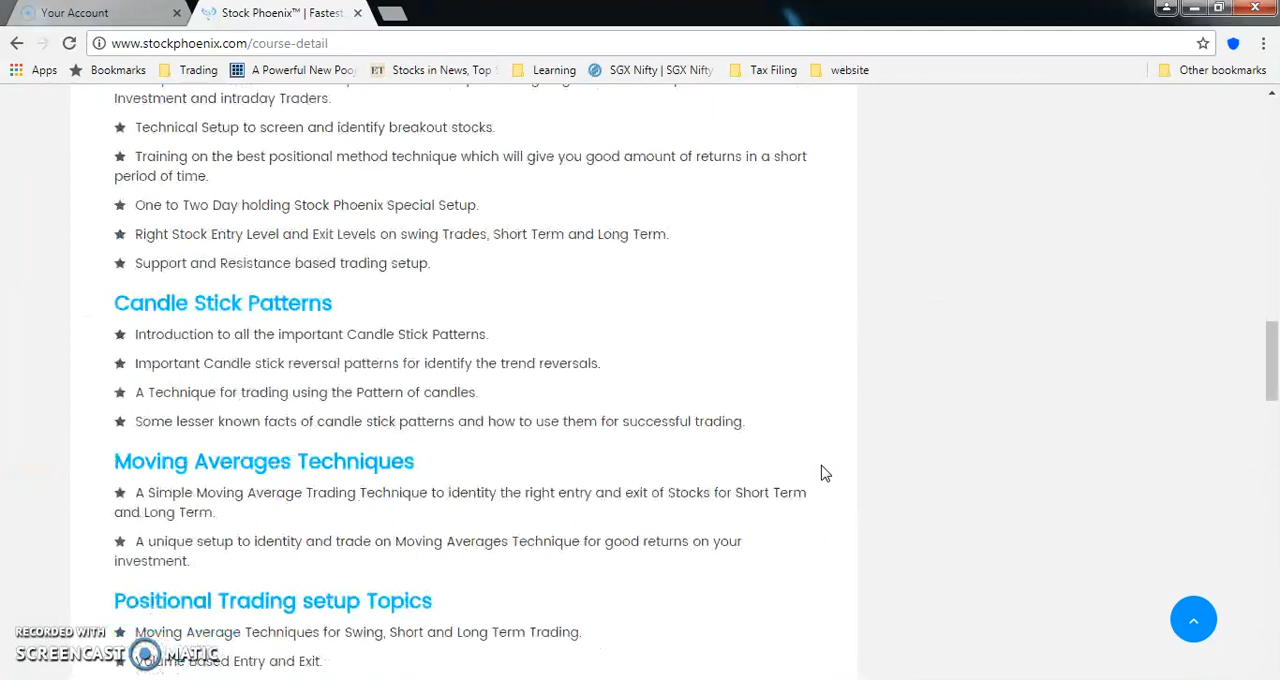 Your Account
Stock Phoenix™ | Fastest
www.stockphoenix.com/course-detail
Apps
Bookmarks
Trading
A Powerful New Poo
ET Stocks in News, Top
Learning
SGX Nifty | SGX Nifty
Tax Filing
website
Other bookmarks
Investment and intraday Traders.
Technical Setup to screen and identify breakout stocks.
Training on the best positional method technique which will give you good amount of returns in a short
period of time.
One to Two Day holding Stock Phoenix Special Setup.
Right Stock Entry Level and Exit Levels on swing Trades, Short Term and Long Term.
Support and Resistance based trading setup.
Candle Stick Patterns
Introduction to all the important Candle Stick Patterns.
Important Candle stick reversal patterns for identify the trend reversals.
A Technique for trading using the Pattern of candles.
Some lesser known facts of candle stick patterns and how to use them for successful trading.
Moving Averages Techniques
A Simple Moving Average Trading Technique to identity the right entry and exit of Stocks for Short Term
and Long Term.
A unique setup to identity and trade on Moving Averages Technique for good returns on your
investment.
Positional Trading setup Topics
Moving Average Techniques for Swing, Short and Long Term Trading.
Volume Based Entry and Exit.
RECORDED WITH
SCREENCAST MATIC